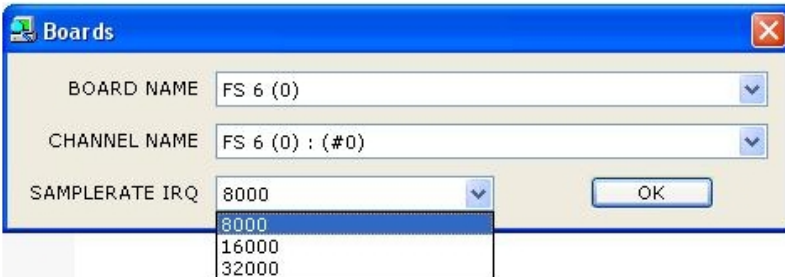 Boards
BOARD NAME FS 6 (0)
CHANNEL NAME FS 6 (0) : (#0)
SAMPLERATE IRQ 8000 OK
8000
16000
32000